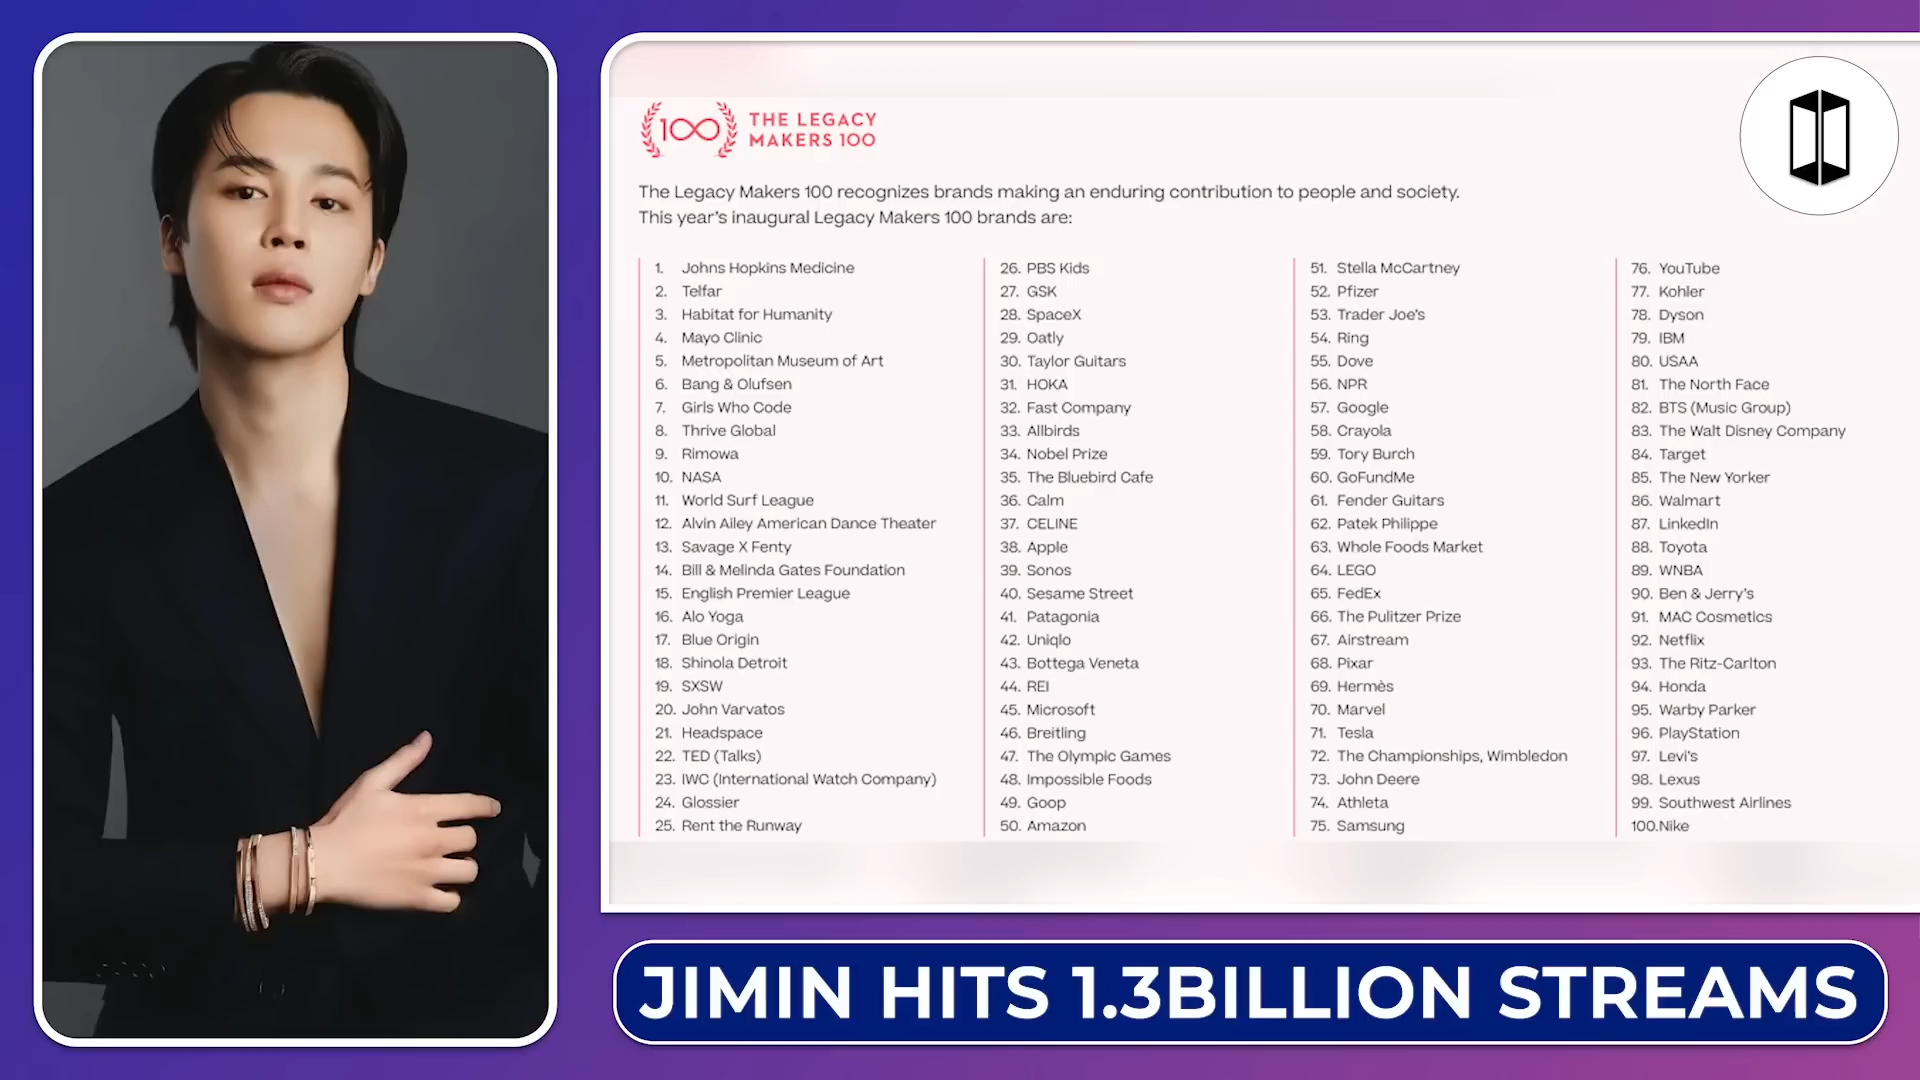 100
THE LEGACY
MAKERS 100
The Legacy Makers 100 recognizes brands making an enduring contribution to people and society.
This year's inaugural Legacy Makers 100 brands are:
1. Johns Hopkins Medicine
2. Telfar
3. Habitat for Humanity
4. Mayo Clinic
5. Metropolitan Museum of Art
6. Bang & Olufsen
7. Girls Who Code
8. Thrive Global
9. Rimowa
10. NASA
11. World Surf League
12. Alvin Ailey American Dance Theater
13. Savage X Fenty
14. Bill & Melinda Gates Foundation
15. English Premier League
16. Alo Yoga
17. Blue Origin
18. Shinola Detroit
19. SXSW
20. John Varvatos
21. Headspace
22. TED (Talks)
23. IWC (International Watch Company)
24. Glossier
25. Rent the Runway
26. PBS Kids
27. GSK
28. SpaceX
29. Oatly
30. Taylor Guitars
31. HOKA
32. Fast Company
33. Allbirds
34. Nobel Prize
35. The Bluebird Cafe
36. Calm
37. CELINE
38. Apple
39. Sonos
40. Sesame Street
41. Patagonia
42. Uniqlo
43. Bottega Veneta
44. REI
45. Microsoft
46. Breitling
47. The Olympic Games
48. Impossible Foods
49. Goop
50. Amazon
51. Stella McCartney
52. Pfizer
53. Trader Joe's
54. Ring
55. Dove
56. NPR
57. Google
58. Crayola
59. Tory Burch
60. GoFundMe
61. Fender Guitars
62. Patek Philippe
63. Whole Foods Market
64. LEGO
65. FedEx
66. The Pulitzer Prize
67. Airstream
68. Pixar
69. Hermès
70. Marvel
71. Tesla
72. The Championships, Wimbledon
73. John Deere
74. Athleta
75. Samsung
76. YouTube
77. Kohler
78. Dyson
79. IBM
80. USAA
81. The North Face
82. BTS (Music Group)
83. The Walt Disney Company
84. Target
85. The New Yorker
86. Walmart
87. LinkedIn
88. Toyota
89. WNBA
90. Ben & Jerry's
91. MAC Cosmetics
92. Netflix
93. The Ritz-Carlton
94. Honda
95. Warby Parker
96. PlayStation
97. Levi's
98. Lexus
99. Southwest Airlines
100.Nike
JIMIN HITS 1.3BILLION STREAMS